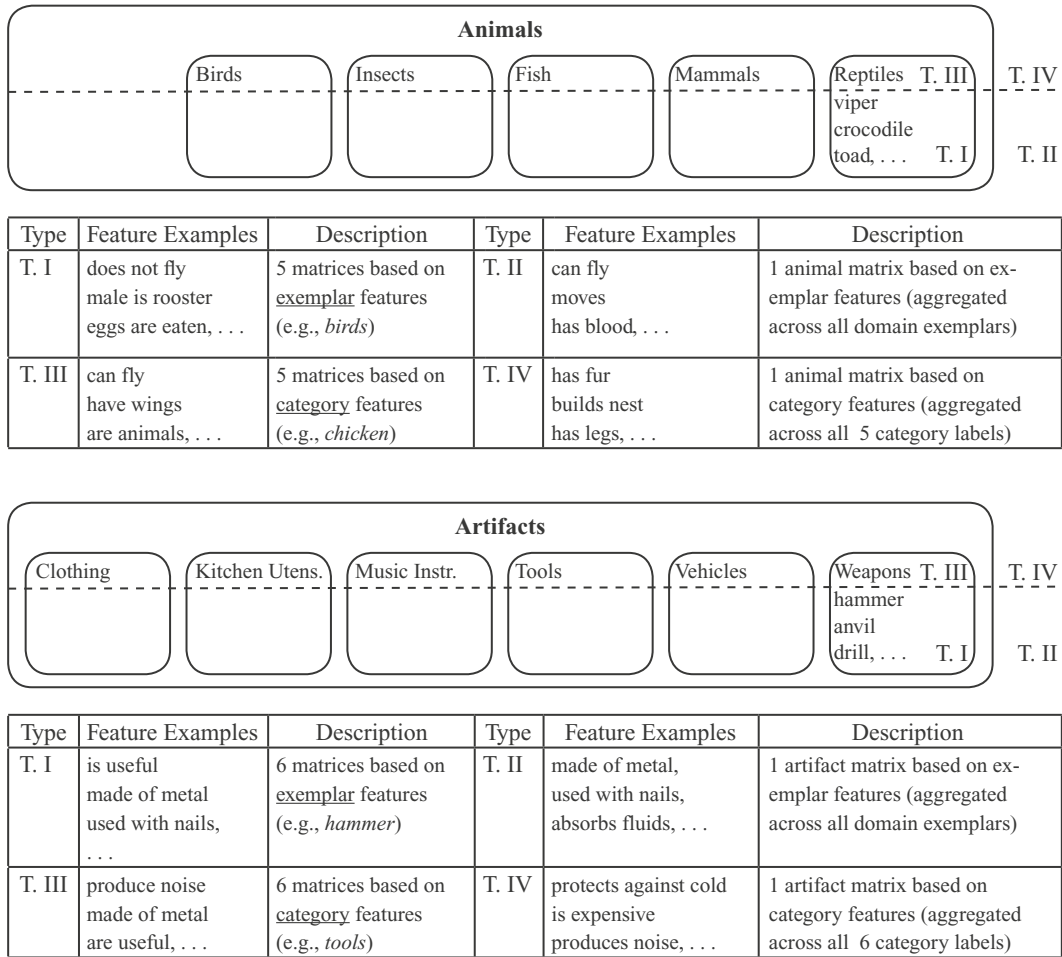 Animals
Birds Insects Fish Mammals Reptiles T. III T. IV
viper
crocodile
toad, . . . T. I T. II
Type Feature Examples Description Type Feature Examples Description
T. I does not fly 5 matrices based on T. II can fly 1 animal matrix based on ex-
male is rooster exemplar features moves emplar features (aggregated
eggs are eaten, . . . (e.g., birds) has blood, . . . across all domain exemplars)
T. III can fly 5 matrices based on T. IV has fur 1 animal matrix based on
have wings category features builds nest category features (aggregated
are animals, . . . (e.g., chicken) has legs, . . . across all 5 category labels)
Artifacts
Clothing Kitchen Utens. Music Instr. Tools Vehicles Weapons T. III T. IV
hammer
anvil
drill, . . . T. I T. II
Type Feature Examples Description Type Feature Examples Description
T. I is useful 6 matrices based on T. II made of metal, 1 artifact matrix based on ex-
made of metal exemplar features used with nails, emplar features (aggregated
used with nails, (e.g., hammer) absorbs fluids, . . . across all domain exemplars)
. . .
T. III produce noise 6 matrices based on T. IV protects against cold 1 artifact matrix based on
made of metal category features is expensive category features (aggregated
are useful, . . . (e.g., tools) produces noise, . . . across all 6 category labels)